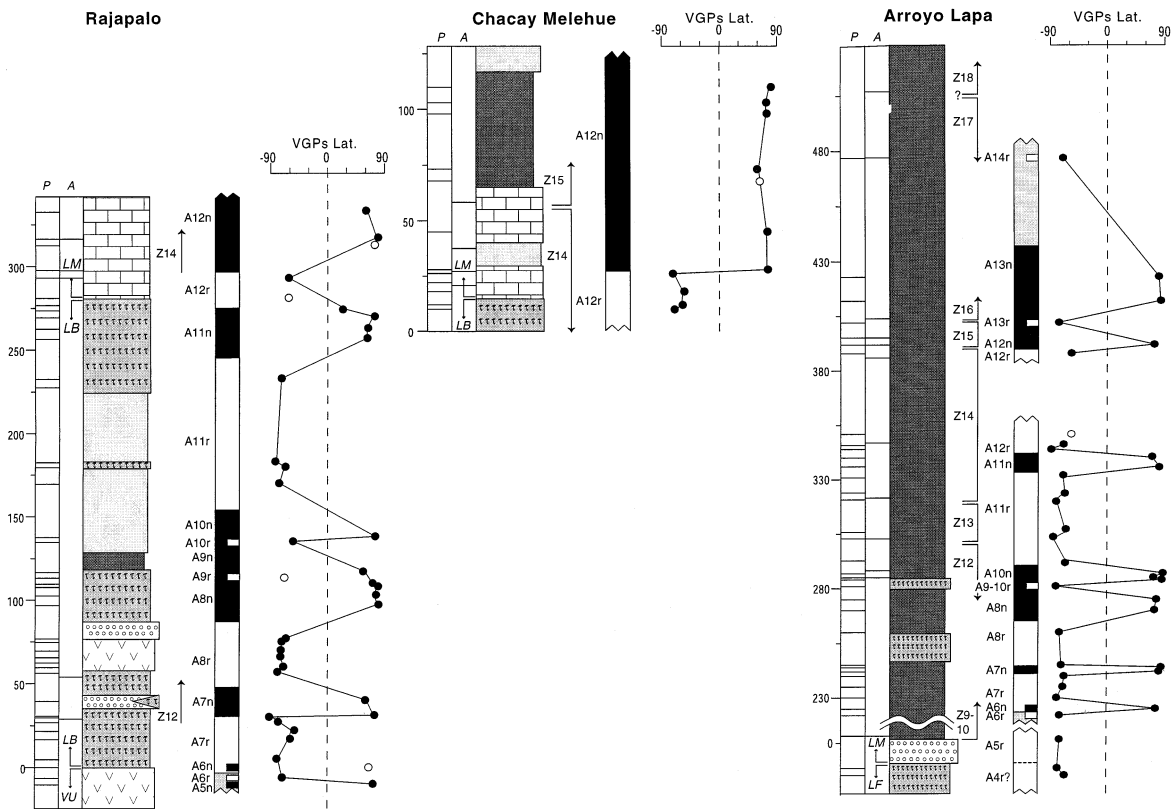 Rajapalo
Chacay Melehue
Arroyo Lapa
VGPs Lat.
-90 0 90
P A
300
250
200
150
100
50
0
LM
LB
LB
VU
Z14
Z12
A12n
A12r
A11n
A11r
A10n
A10r
A9n
A9r
A8n
A8r
A7n
A7r
A6n
A6r
A5n
VGPs Lat.
-90 0 90
P A
100
50
0
LM
LB
Z15
Z14
A12n
A12r
VGPs Lat.
-90 0 90
P A
480
430
380
330
280
230
0
LM
LF
Z18
?
Z17
Z16
Z15
Z14
Z13
Z12
Z9-
10
A14r
A13n
A13r
A12n
A12r
A12r
A11n
A11r
A10n
A9-10r
A8n
A8r
A7n
A7r
A6n
A6r
A5r
A4r?